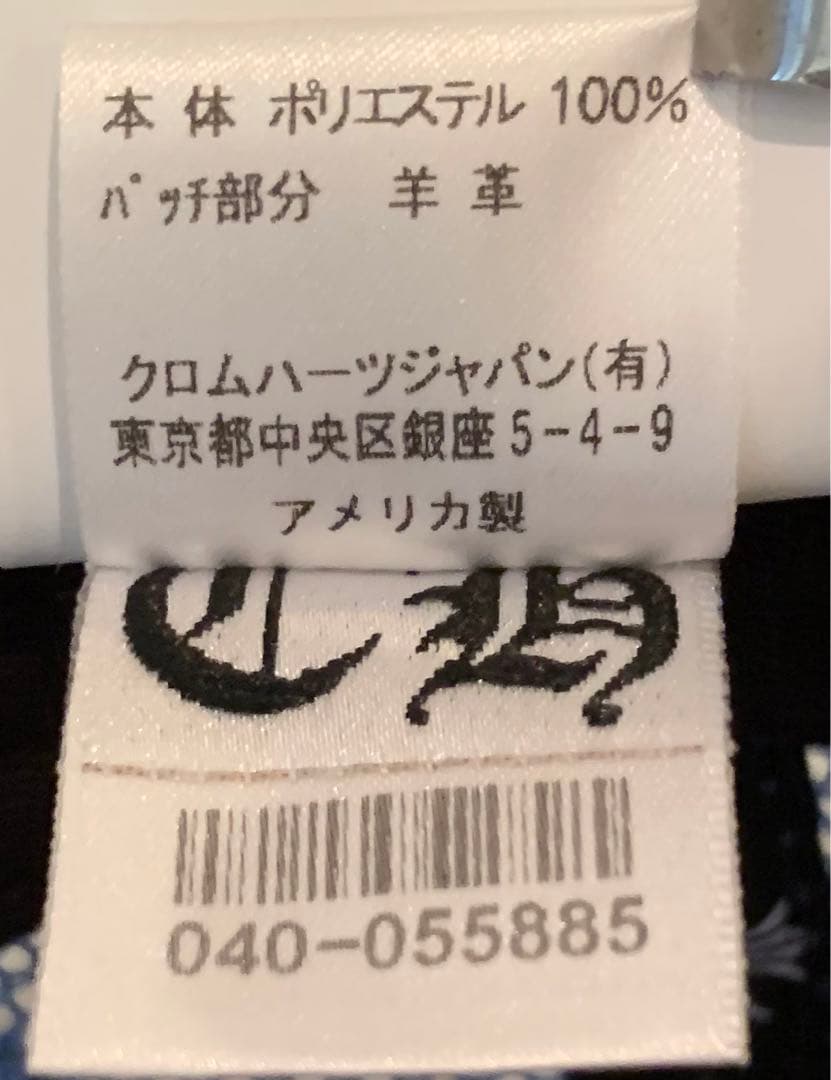 本 体 ポリエステル 100%
パッチ部分 羊 革
クロムハーツジャパン(有)
東京都中央区銀座5-4-9
アメリカ製
CH
040-055885